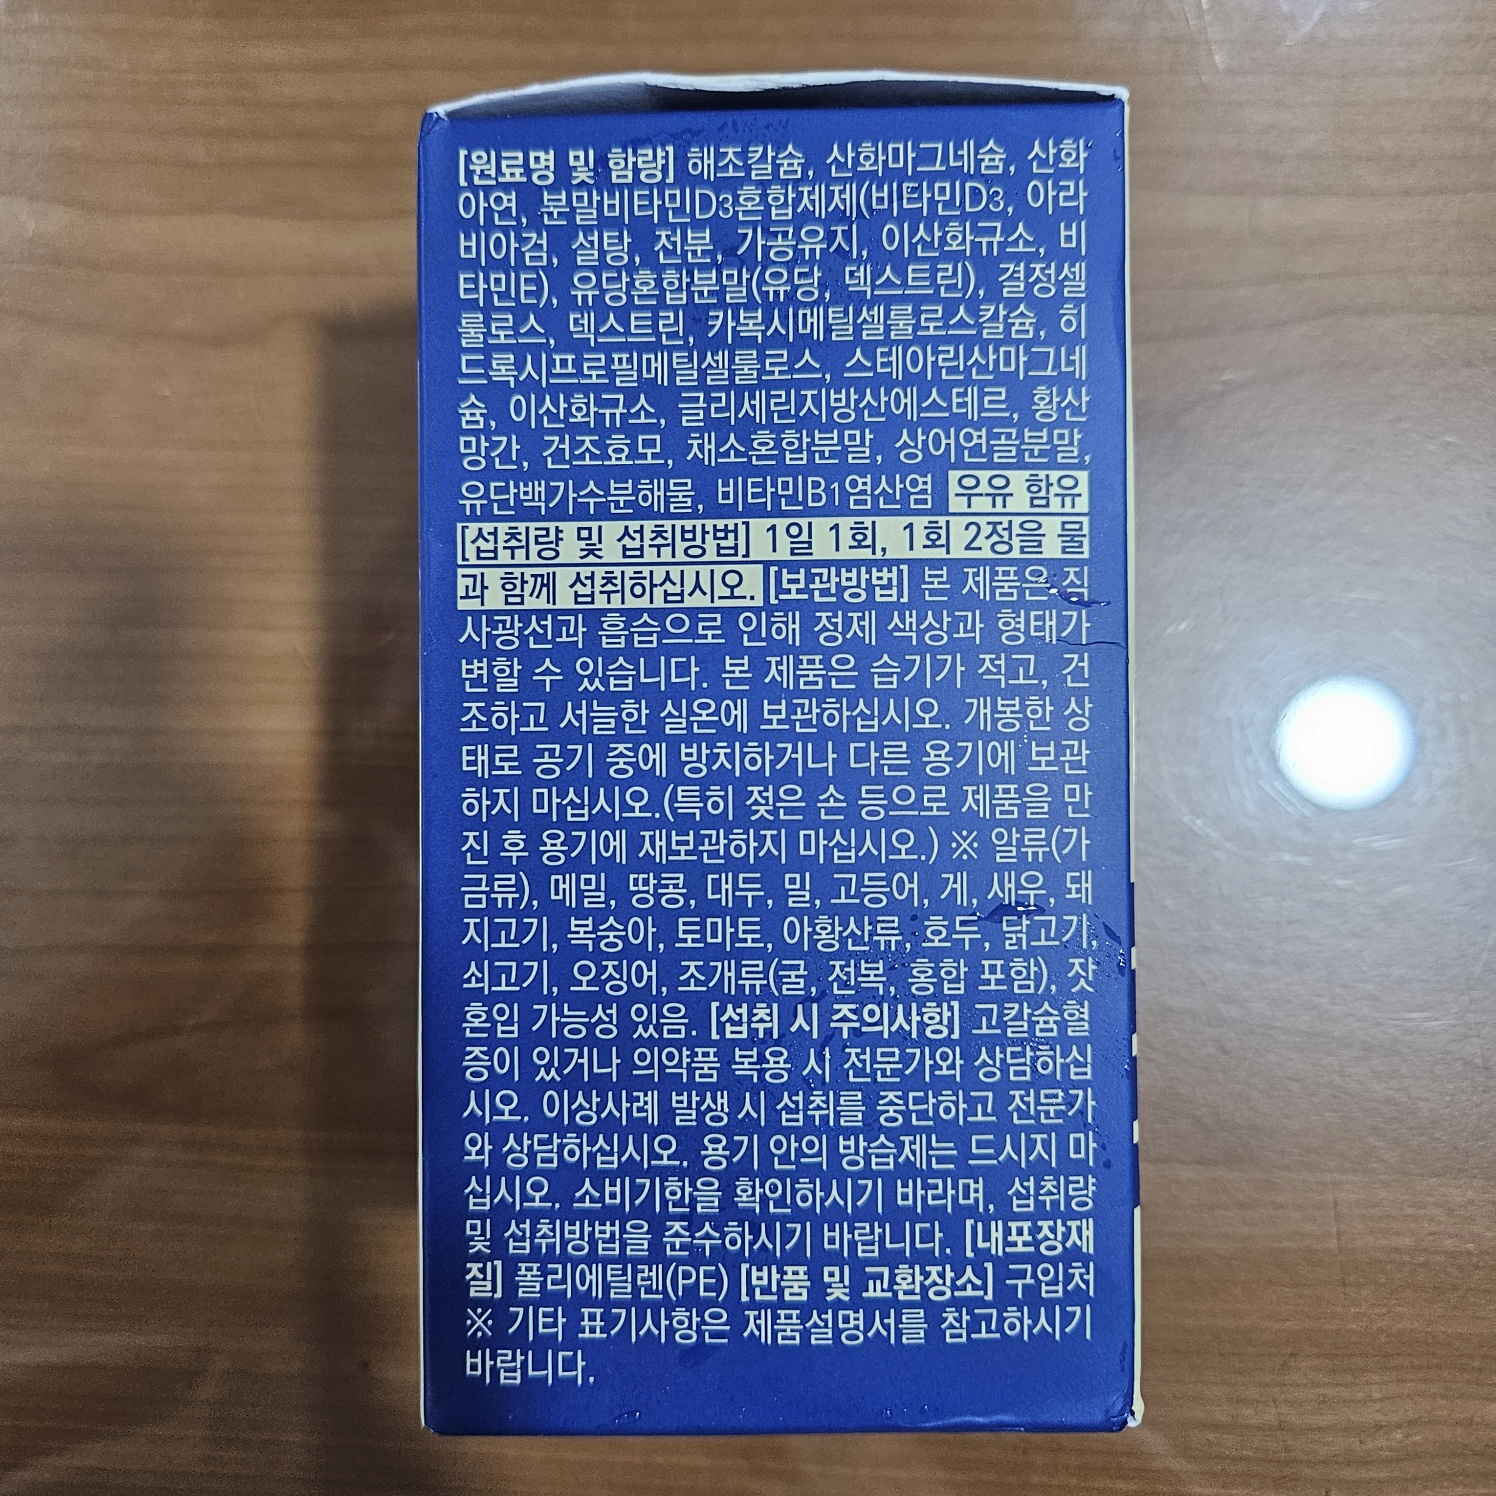 [원료명 및 함량] 해조칼슘, 산화마그네슘, 산화
아연, 분말비타민D3혼합제제(비타민D3, 아라
비아검, 설탕, 전분, 가공유지, 이산화규소, 비
타민E), 유당혼합분말(유당, 덱스트린), 결정셀
룰로스, 덱스트린, 카복시메틸셀룰로스칼슘, 히
드록시프로필메틸셀룰로스, 스테아린산마그네
슘, 이산화규소, 글리세린지방산에스테르, 황산
망간, 건조효모, 채소혼합분말, 상어연골분말,
유단백가수분해물, 비타민B1염산염 우유 함유
[섭취량 및 섭취방법] 1일 1회, 1회 2정을 물
과 함께 섭취하십시오. [보관방법] 본 제품은 직
사광선과 흡습으로 인해 정제 색상과 형태가
변할 수 있습니다. 본 제품은 습기가 적고, 건
조하고 서늘한 실온에 보관하십시오. 개봉한 상
태로 공기 중에 방치하거나 다른 용기에 보관
하지 마십시오.(특히 젖은 손 등으로 제품을 만
진 후 용기에 재보관하지 마십시오.) ※ 알류(가
금류), 메밀, 땅콩, 대두, 밀, 고등어, 게, 새우, 돼
지고기, 복숭아, 토마토, 아황산류, 호두, 닭고기,
쇠고기, 오징어, 조개류(굴, 전복, 홍합 포함), 잣
혼입 가능성 있음. [섭취 시 주의사항] 고칼슘혈
증이 있거나 의약품 복용 시 전문가와 상담하십
시오. 이상사례 발생 시 섭취를 중단하고 전문가
와 상담하십시오. 용기 안의 방습제는 드시지 마
십시오. 소비기한을 확인하시기 바라며, 섭취량
및 섭취방법을 준수하시기 바랍니다. [내포장재
질] 폴리에틸렌(PE) [반품 및 교환장소] 구입처
※ 기타 표기사항은 제품설명서를 참고하시기
바랍니다.